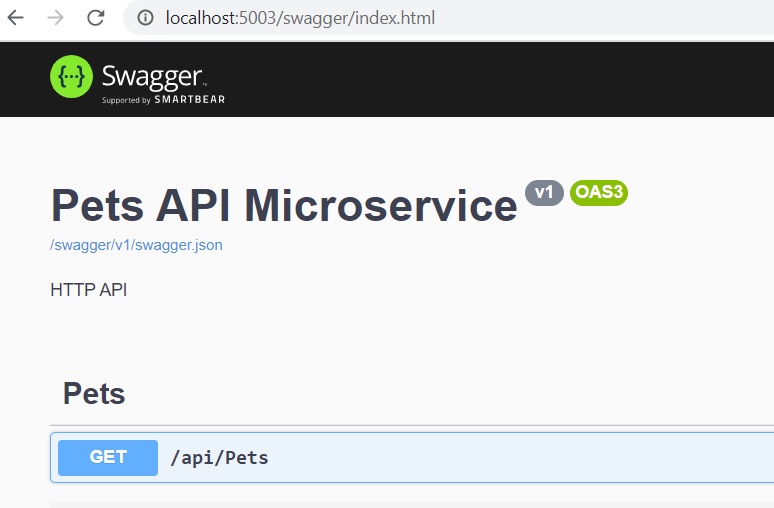 localhost:5003/swagger/index.html
{···} Swagger™
Supported by SMARTBEAR
Pets API Microservice v1 OAS3
/swagger/v1/swagger.json
HTTP API
Pets
GET /api/Pets